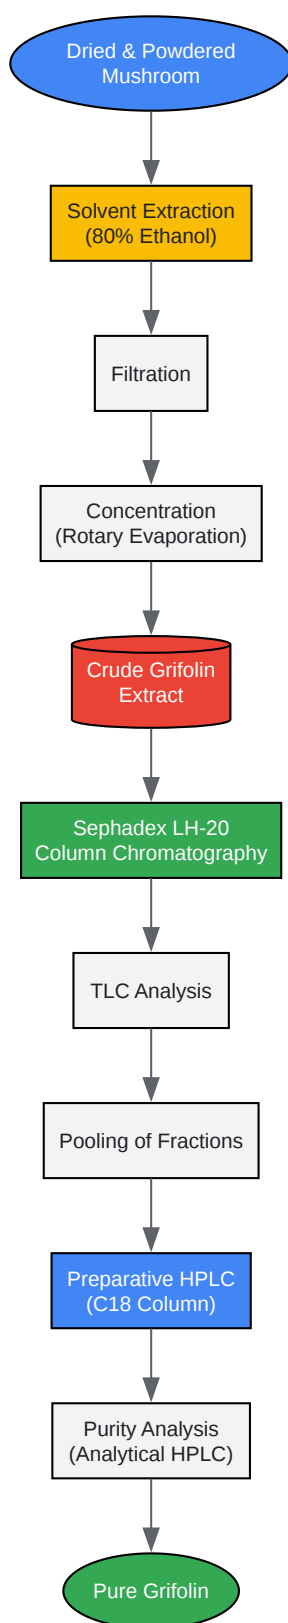 Dried & Powdered
Mushroom
Solvent Extraction
(80% Ethanol)
Filtration
Concentration
(Rotary Evaporation)
Crude Grifolin
Extract
Sephadex LH-20
Column Chromatography
TLC Analysis
Pooling of Fractions
Preparative HPLC
(C18 Column)
Purity Analysis
(Analytical HPLC)
Pure Grifolin